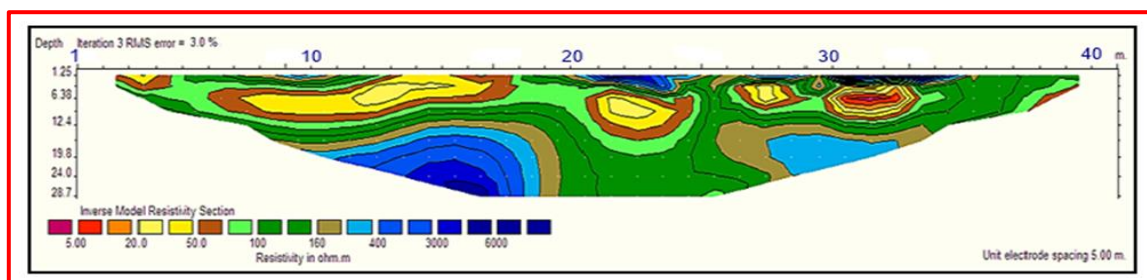 Depth Iteration 3 RMS error = 3.0 %
1 10 20 30 40 m.
1.25
6.38
12.4
19.8
24.0
28.7
Inverse Model Resistivity Section
5.00 20.0 50.0 100 160 400 3000 6000
Resistivity in ohm.m
Unit electrode spacing 5.00 m.